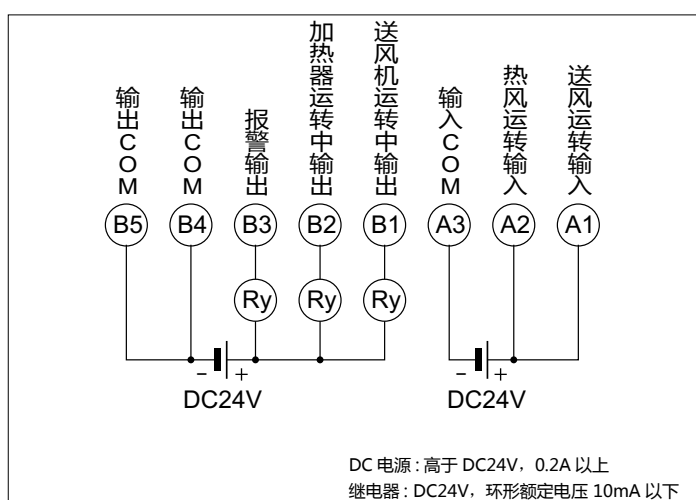 输出COM
输出COM
报警输出
加热器运转中输出
送风机运转中输出
输入COM
热风运转输入
送风运转输入
B5 B4 B3 B2 B1 A3 A2 A1
Ry Ry Ry
- + - +
DC24V DC24V
DC 电源 : 高于 DC24V，0.2A 以上
继电器 : DC24V，环形额定电压 10mA 以下